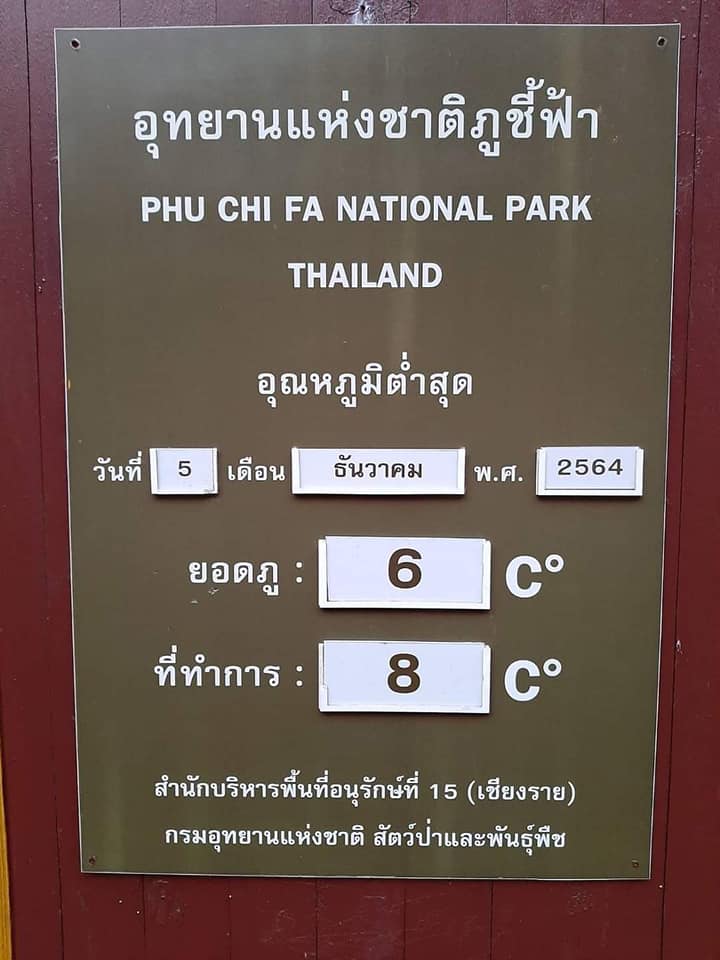 อุทยานแห่งชาติภูชี้ฟ้า
PHU CHI FA NATIONAL PARK
THAILAND
อุณหภูมิต่ำสุด
วันที่ 5 เดือน ธันวาคม พ.ศ. 2564
ยอดภู : 6 C°
ที่ทำการ : 8 C°
สำนักบริหารพื้นที่อนุรักษ์ที่ 15 (เชียงราย)
กรมอุทยานแห่งชาติ สัตว์ป่าและพันธุ์พืช